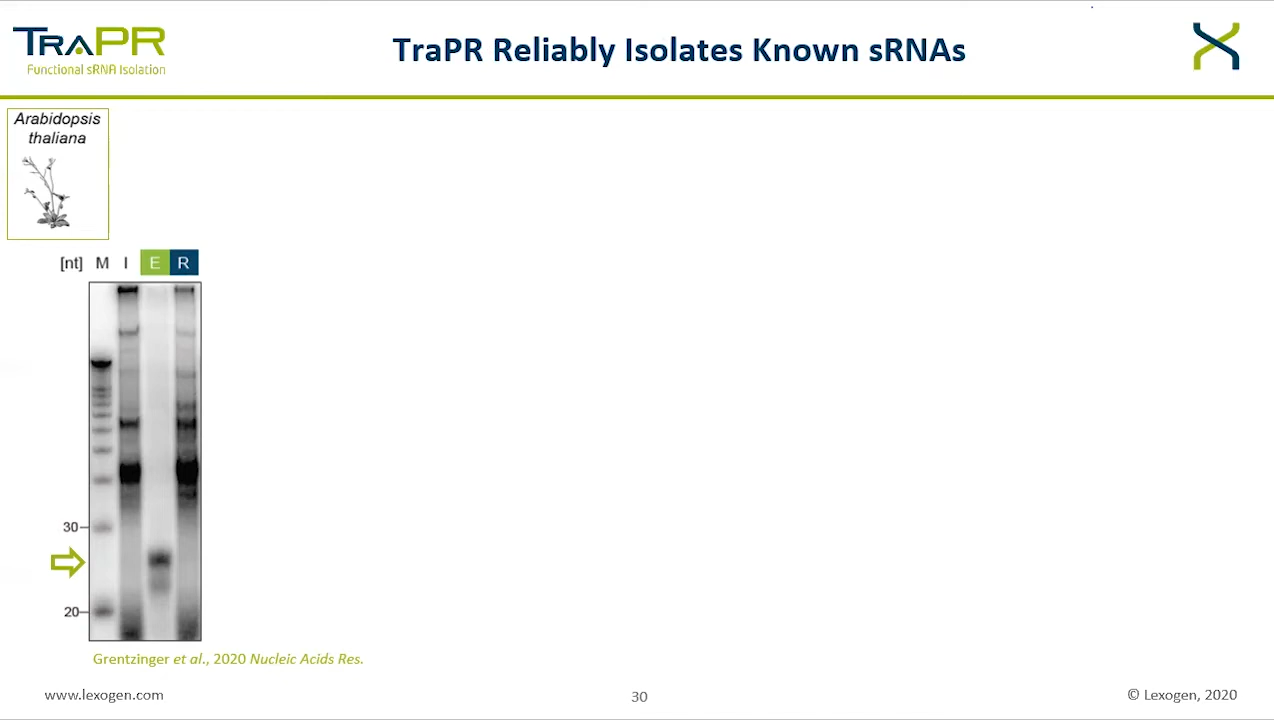 TRAPR
Functional sRNA Isolation
TraPR Reliably Isolates Known sRNAs
Arabidopsis
thaliana
[nt] M I E R
30
20
Grentzinger et al., 2020 Nucleic Acids Res.
www.lexogen.com
30
© Lexogen, 2020